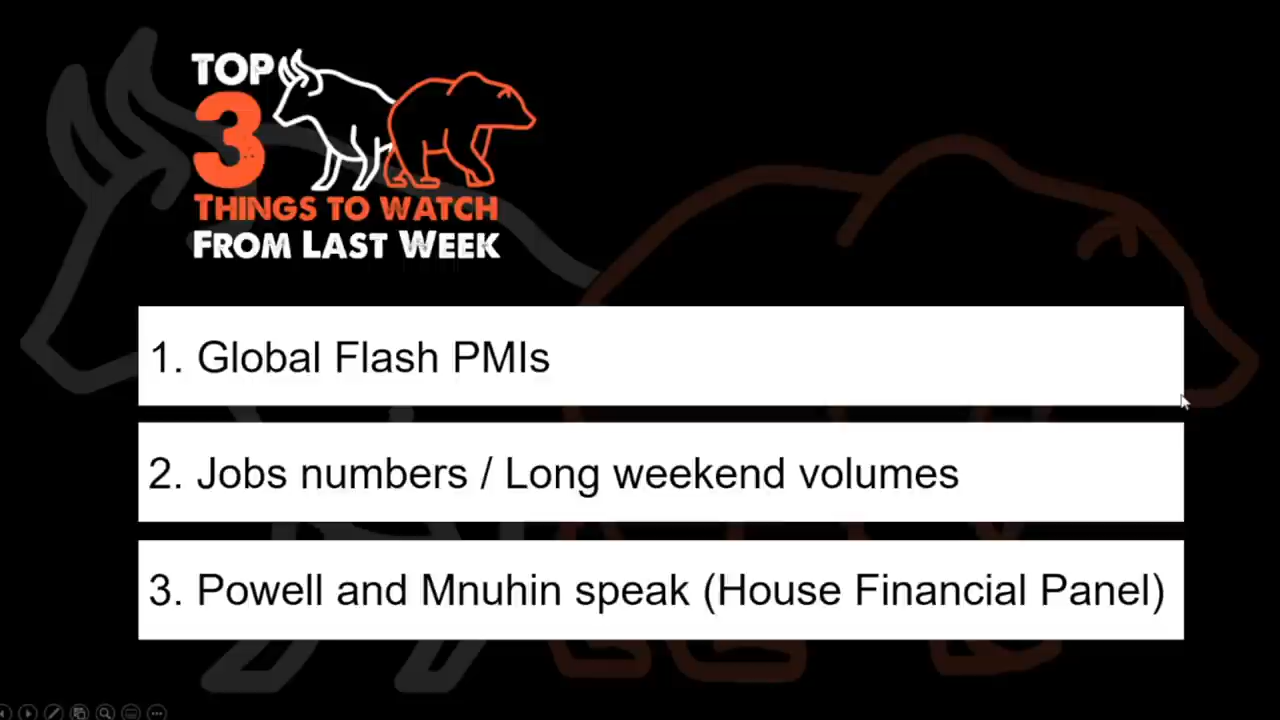 TOP
3
THINGS TO WATCH
FROM LAST WEEK
1. Global Flash PMIs
2. Jobs numbers / Long weekend volumes
3. Powell and Mnuhin speak (House Financial Panel)